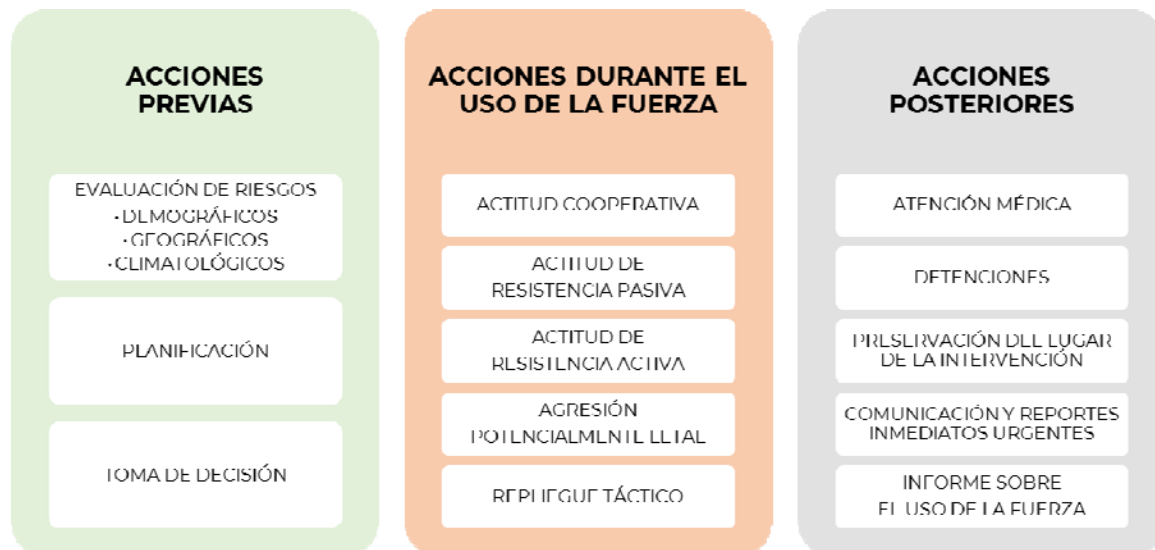 ACCIONES
PREVIAS
EVALUACIÓN DE RIESGOS
· DEMOGRÁFICOS
· GEOGRÁFICOS
· CLIMATOLÓGICOS
PLANIFICACIÓN
TOMA DE DECISIÓN
ACCIONES DURANTE EL
USO DE LA FUERZA
ACTITUD COOPERATIVA
ACTITUD DE
RESISTENCIA PASIVA
ACTITUD DE
RESISTENCIA ACTIVA
AGRESIÓN
POTENCIALMENTE LETAL
REPLIEGUE TÁCTICO
ACCIONES
POSTERIORES
ATENCIÓN MÉDICA
DETENCIONES
PRESERVACIÓN DEL LUGAR
DE LA INTERVENCIÓN
COMUNICACIÓN Y REPORTES
INMEDIATOS URGENTES
INFORME SOBRE
EL USO DE LA FUERZA